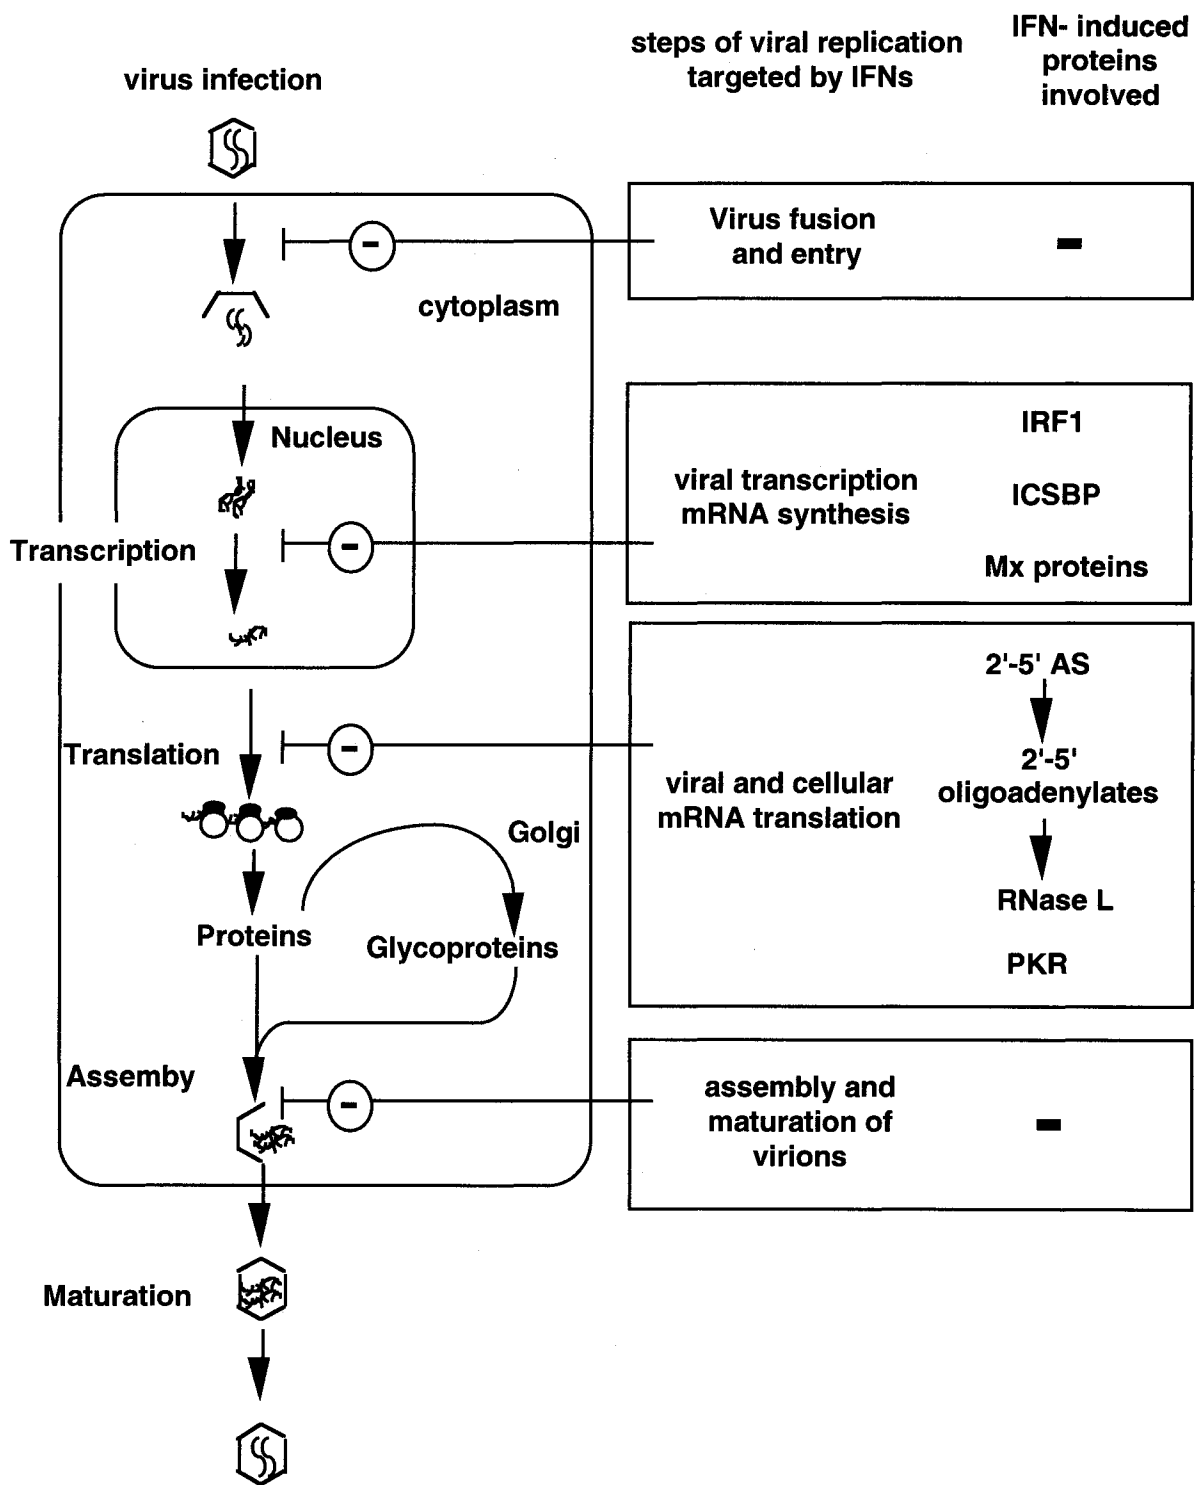 steps of viral replication
targeted by IFNs
IFN- induced
proteins
involved
virus infection
Virus fusion
and entry
-
-
cytoplasm
Nucleus
IRF1
viral transcription
mRNA synthesis
ICSBP
Transcription
-
Mx proteins
2'-5' AS
Translation
-
2'-5'
oligoadenylates
viral and cellular
mRNA translation
Golgi
RNase L
Proteins
Glycoproteins
PKR
Assemby
-
assembly and
maturation of
virions
-
Maturation